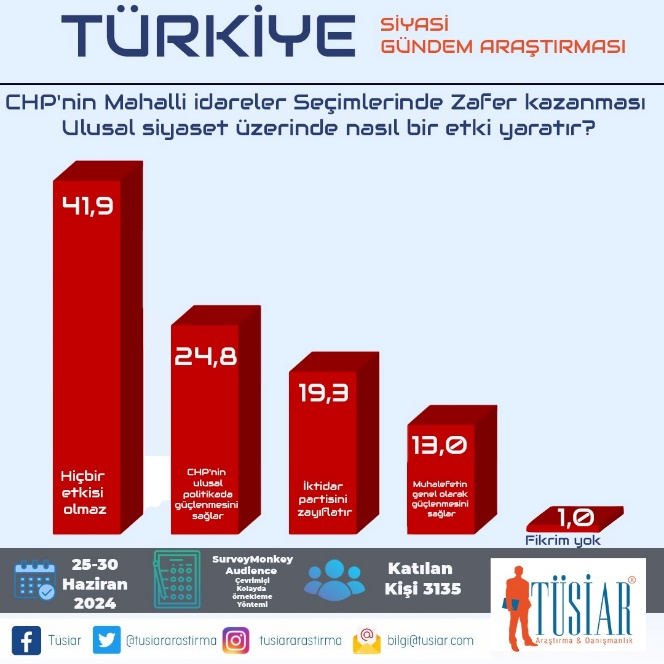 TÜRKİYE
SİYASİ
GÜNDEM ARAŞTIRMASI
CHP'nin Mahalli idareler Seçimlerinde Zafer kazanması
Ulusal siyaset üzerinde nasıl bir etki yaratır?
41,9
Hiçbir
etkisi
olmaz
24,8
CHP'nin
ulusal
politikada
güçlenmesini
sağlar
19,3
İktidar
partisini
zayıflatır
13,0
Muhalefetin
genel olarak
güçlenmesini
sağlar
1,0
Fikrim yok
25-30
Haziran
2024
SurveyMonkey
Audience
Çevrimiçi
Kolayda
örnekleme
Yöntemi
Katılan
Kişi 3135
TÜSİAR®
Araştırma & Danışmanlık
Tüsiar
@tusiararastirma
tusiararastirma
bilgi@tusiar.com